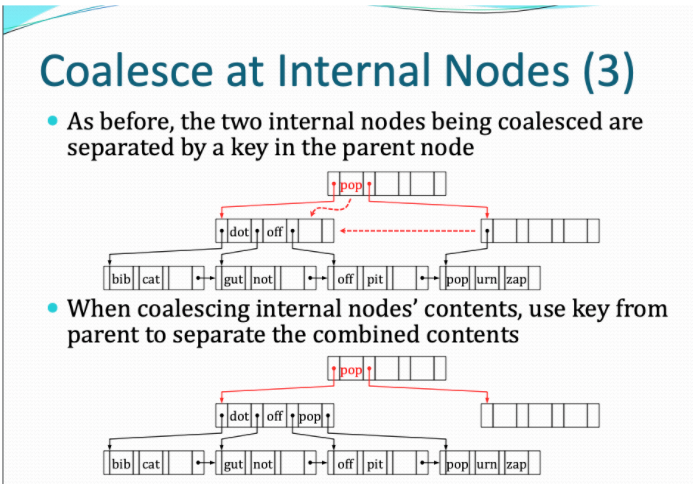 Coalesce at Internal Nodes (3)
As before, the two internal nodes being coalesced are
separated by a key in the parent node
pop
dot off
bib cat gut not off pit pop urn zap
When coalescing internal nodes’ contents, use key from
parent to separate the combined contents
pop
dot off pop
bib cat gut not off pit pop urn zap